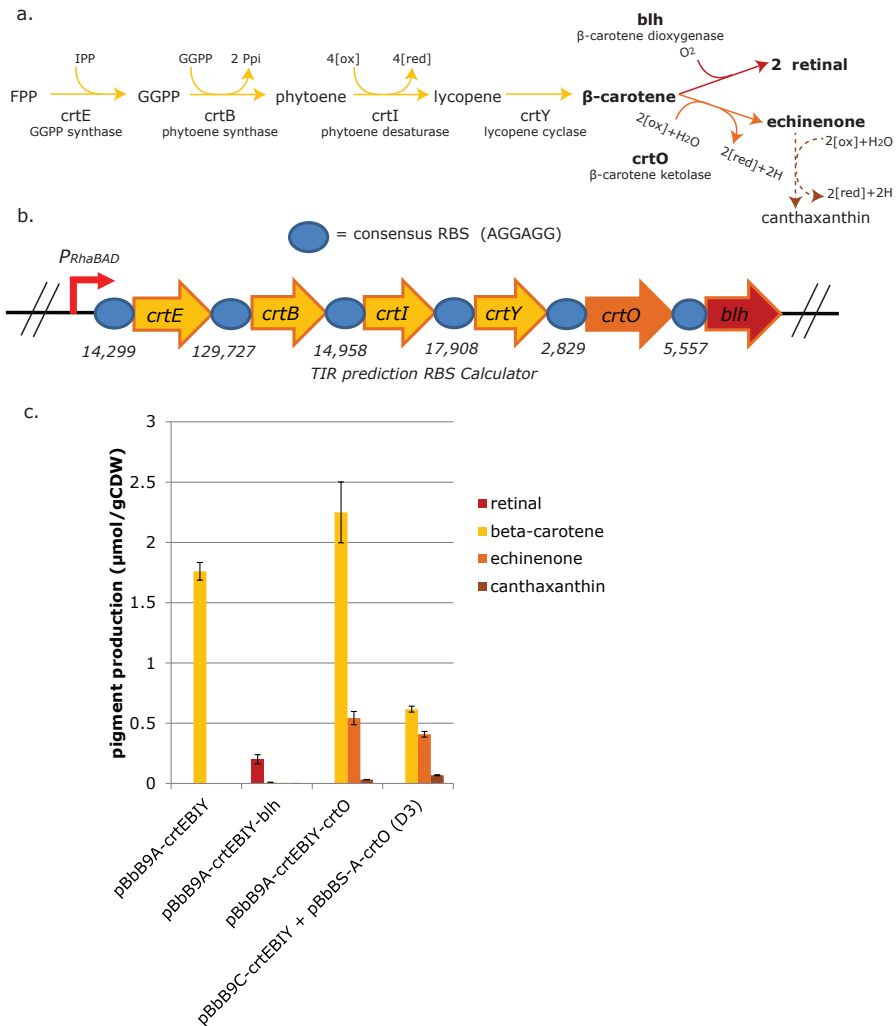 a.
blh
β-carotene dioxygenase
O2
2 retinal
IPP
GGPP 2 Ppi
4[ox] 4[red]
FPP GGPP phytoene lycopene β-carotene
crtE
GGPP synthase
crtB
phytoene synthase
crtI
phytoene desaturase
crtY
lycopene cyclase
2[ox]+H2O
2[red]+2H
crtO
β-carotene ketolase
echinenone
2[ox]+H2O
2[red]+2H
canthaxanthin
b.
= consensus RBS (AGGAGG)
PRhaBAD
crtE crtB crtI crtY crtO blh
14,299 129,727 14,958 17,908 2,829 5,557
TIR prediction RBS Calculator
c.
pigment production (μmol/gCDW)
3
2.5
2
1.5
1
0.5
0
retinal
beta-carotene
echinenone
canthaxanthin
pBbB9A-crtEBIY
pBbB9A-crtEBIY-blh
pBbB9A-crtEBIY-crtO
pBbB9C-crtEBIY + pBbBS-A-crtO (D3)